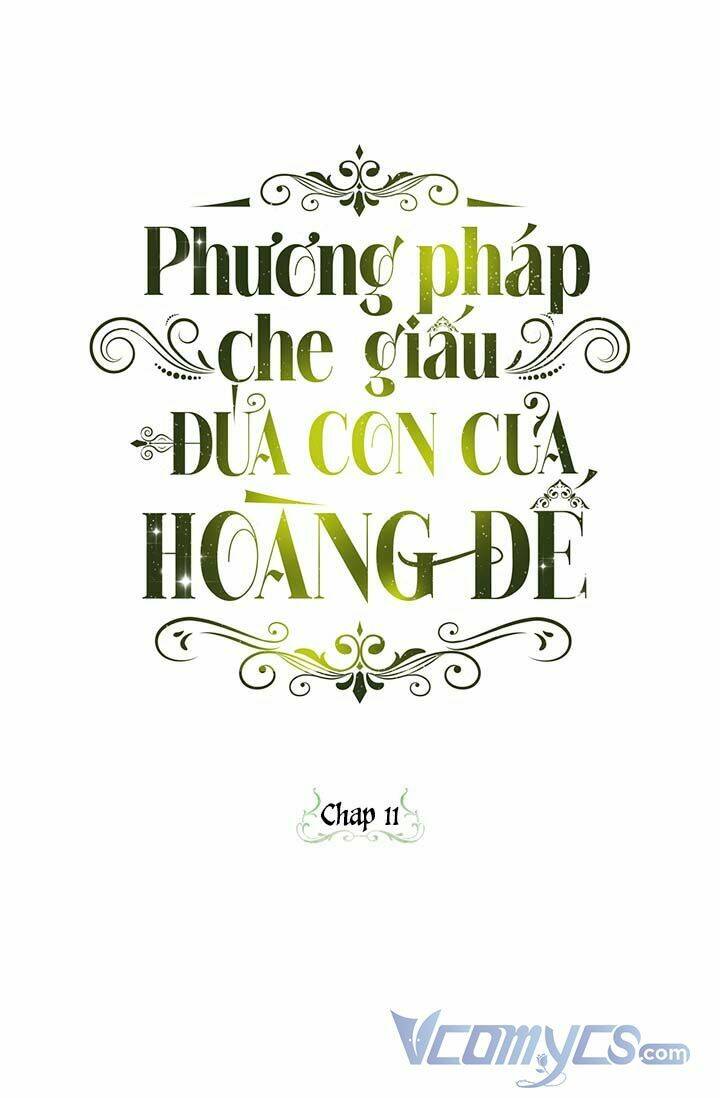 Phương pháp
che giấu
ĐỨA CON CỦA
HOÀNG ĐẾ
Chap 11
Vcomycs.com